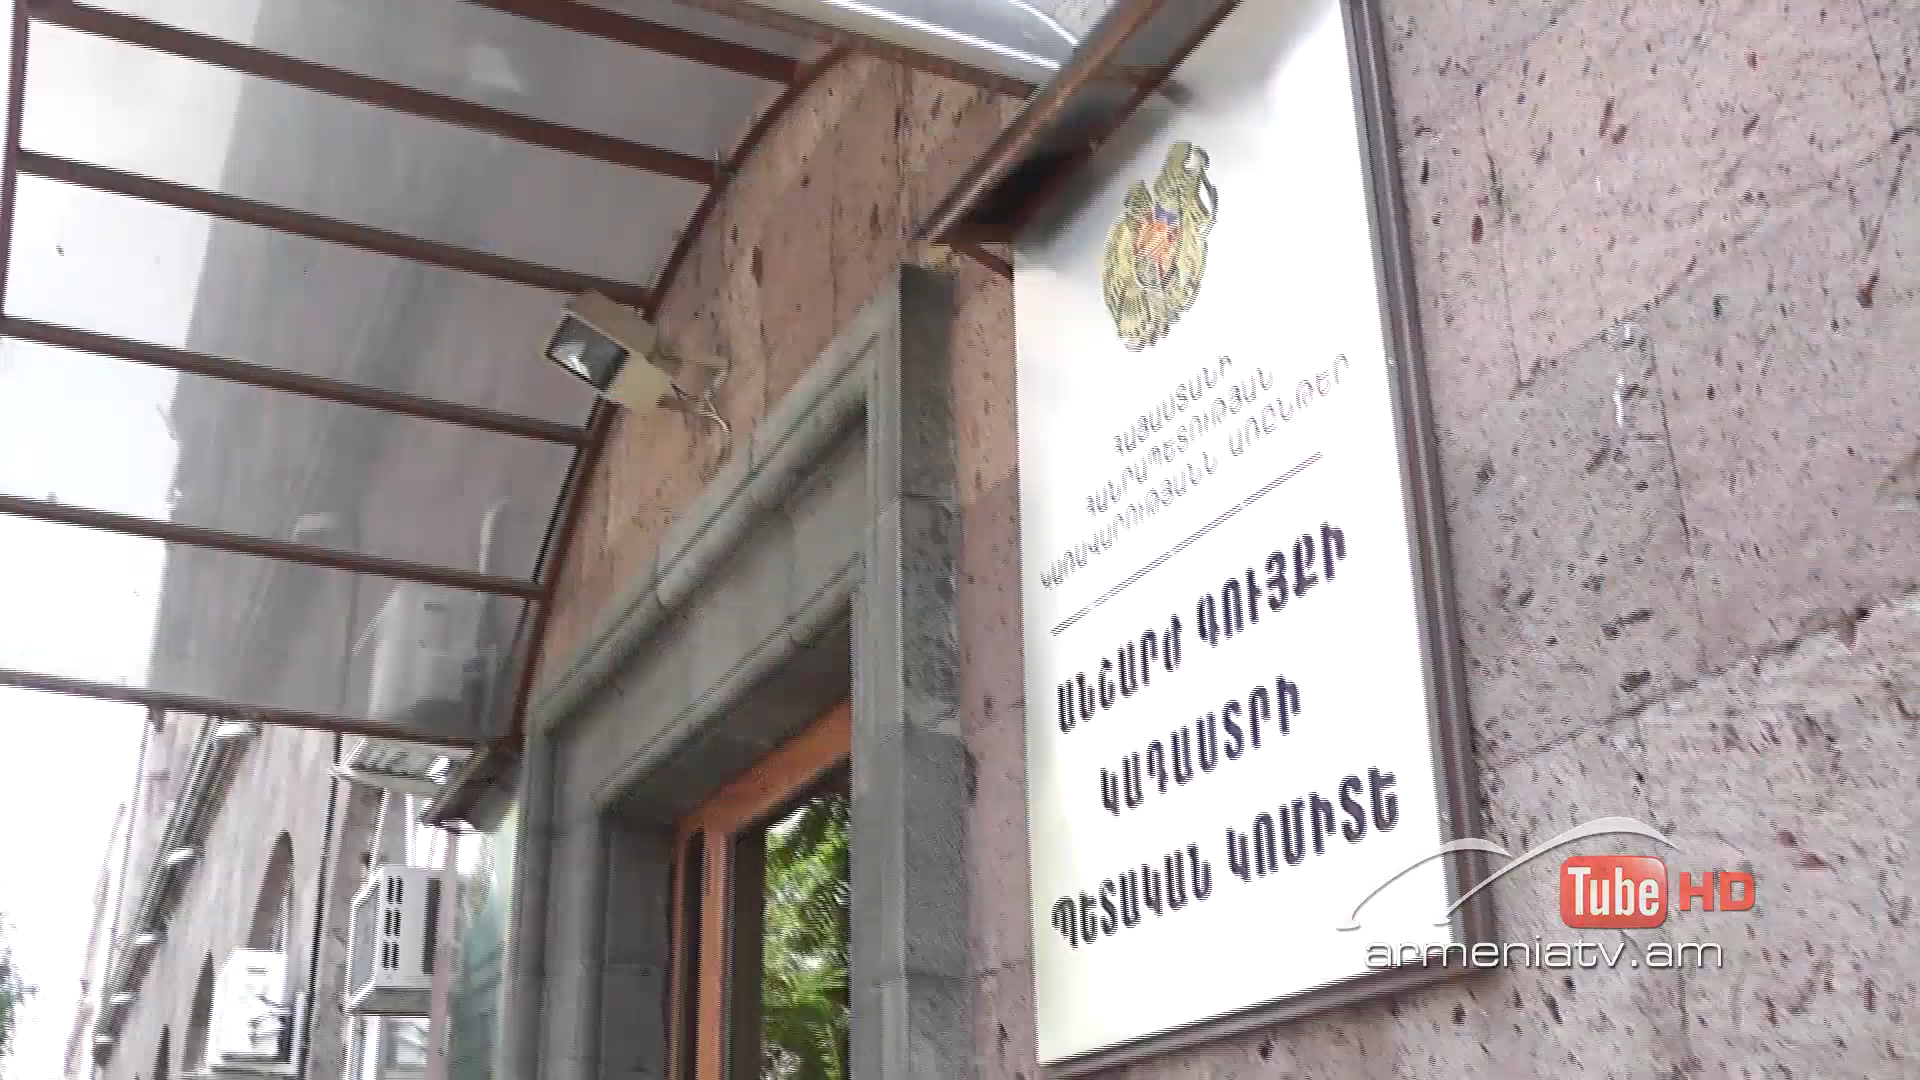 ՀԱՅԱՍՏԱՆԻ
ՀԱՆՐԱՊԵՏՈՒԹՅԱՆ
ԿԱՌԱՎԱՐՈՒԹՅԱՆՆ ԱՌԸՆԹԵՐ
ԱՆՇԱՐԺ ԳՈՒՅՔԻ
ԿԱԴԱՍՏՐԻ
ՊԵՏԱԿԱՆ ԿՈՄԻՏԵ
Tube HD
armeniatv.am